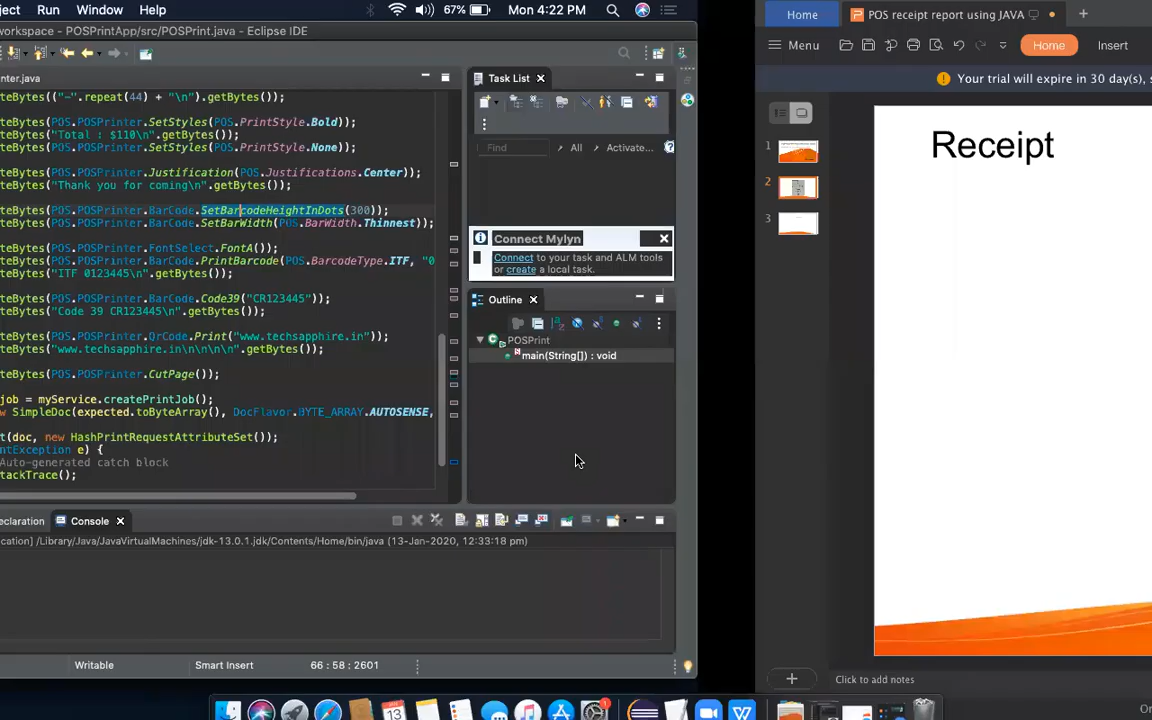 ject Run Window Help 67% Mon 4:22 PM
workspace - POSPrintApp/src/POSPrint.java - Eclipse IDE
nter.java
teBytes(("-".repeat(44) + "\n").getBytes());
teBytes(POS.POSPrinter.SetStyles(POS.PrintStyle.Bold));
teBytes("Total : $110\n".getBytes());
teBytes(POS.POSPrinter.SetStyles(POS.PrintStyle.None));
teBytes(POS.POSPrinter.Justification(POS.Justifications.Center));
teBytes("Thank you for coming\n".getBytes());
teBytes(POS.POSPrinter.BarCode.SetBarcodeHeightInDots(300));
teBytes(POS.POSPrinter.BarCode.SetBarWidth(POS.BarWidth.Thinnest));
teBytes(POS.POSPrinter.FontSelect.FontA());
teBytes(POS.POSPrinter.BarCode.PrintBarcode(POS.BarcodeType.ITF, "0
teBytes("ITF 0123445\n".getBytes());
teBytes(POS.POSPrinter.BarCode.Code39("CR123445"));
teBytes("Code 39 CR123445\n".getBytes());
teBytes(POS.POSPrinter.QrCode.Print("www.techsapphire.in"));
teBytes("www.techsapphire.in\n\n\n\n".getBytes());
teBytes(POS.POSPrinter.CutPage());
job = myService.createPrintJob();
w SimpleDoc(expected.toByteArray(), DocFlavor.BYTE_ARRAY.AUTOSENSE,
t(doc, new HashPrintRequestAttributeSet());
ntException e) {
Auto-generated catch block
tackTrace();
Task List
Find All Activate...
Connect Mylyn
Connect to your task and ALM tools
or create a local task.
Outline
POSPrint
main(String[]) : void
eclaration Console
cation] /Library/Java/JavaVirtualMachines/jdk-13.0.1.jdk/Contents/Home/bin/java (13-Jan-2020, 12:33:18 pm)
Writable Smart Insert 66 : 58 : 2601
Home POS receipt report using JAVA
Menu Home Insert
Your trial will expire in 30 day(s), s
1
2
3
Receipt
Click to add notes
13
1